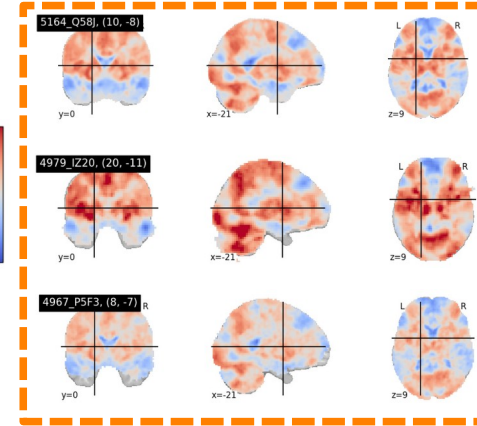 5164_Q58J, (10, -8)
L R
y=0 x=-21 z=9
4979_IZ20, (20, -11)
L R
y=0 x=-21 z=9
4967_P5F3, (8, -7) R
L R
y=0 x=-21 z=9